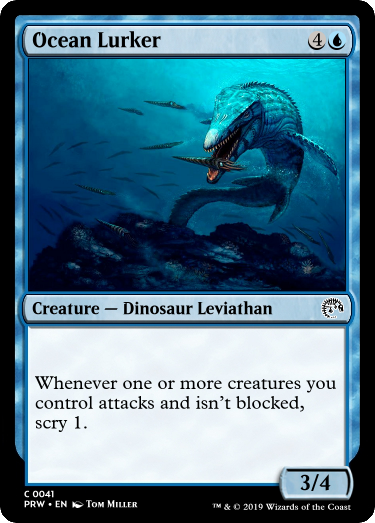 Ocean Lurker 4
Creature — Dinosaur Leviathan
Whenever one or more creatures you
control attacks and isn't blocked,
scry 1.
3/4
C 0041
PRW • EN Tom Miller
™ & © 2019 Wizards of the Coast